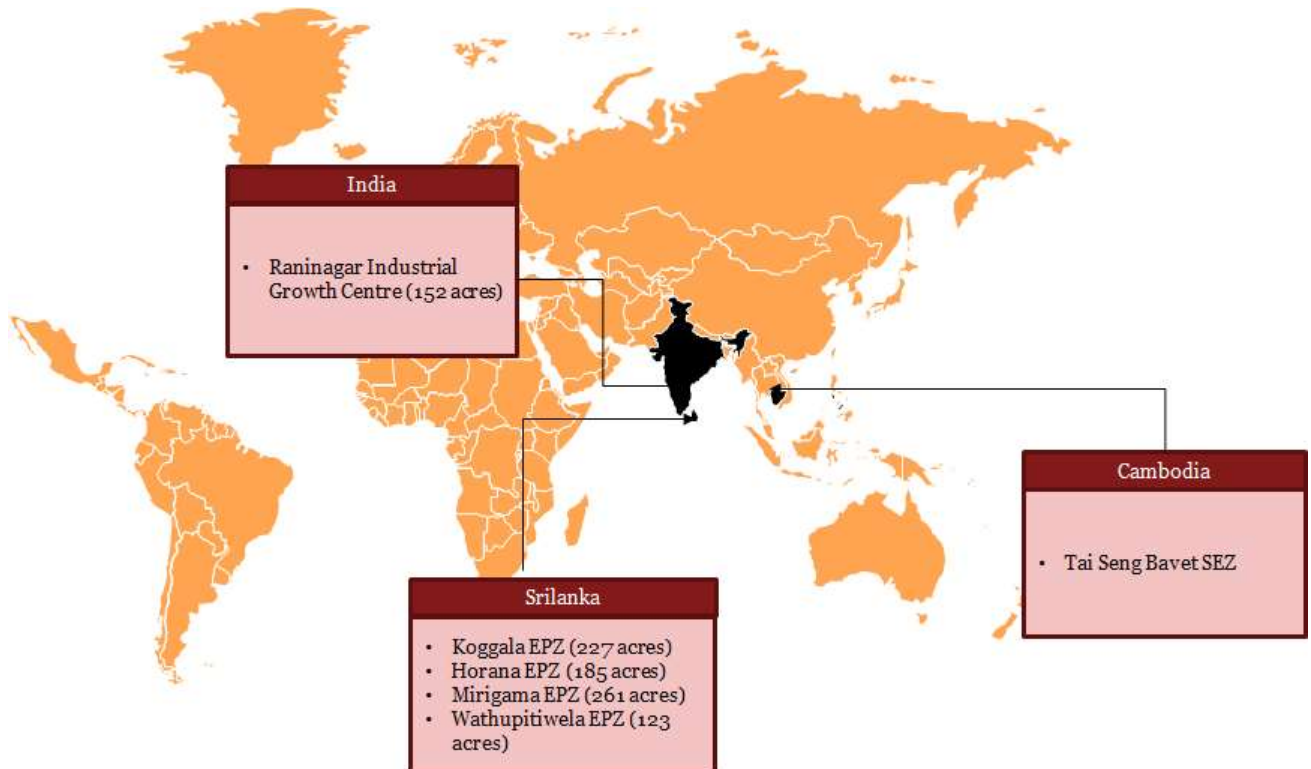 India
• Raninagar Industrial
Growth Centre (152 acres)
Cambodia
• Tai Seng Bavet SEZ
Srilanka
• Koggala EPZ (227 acres)
• Horana EPZ (185 acres)
• Mirigama EPZ (261 acres)
• Wathupitiwela EPZ (123
acres)